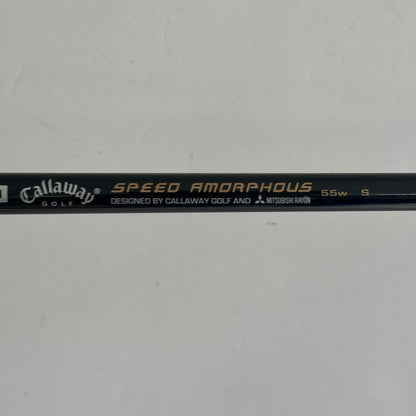 Callaway® SPEED AMORPHOUS 55w S
GOLF DESIGNED BY CALLAWAY GOLF AND MITSUBISHI RAYON